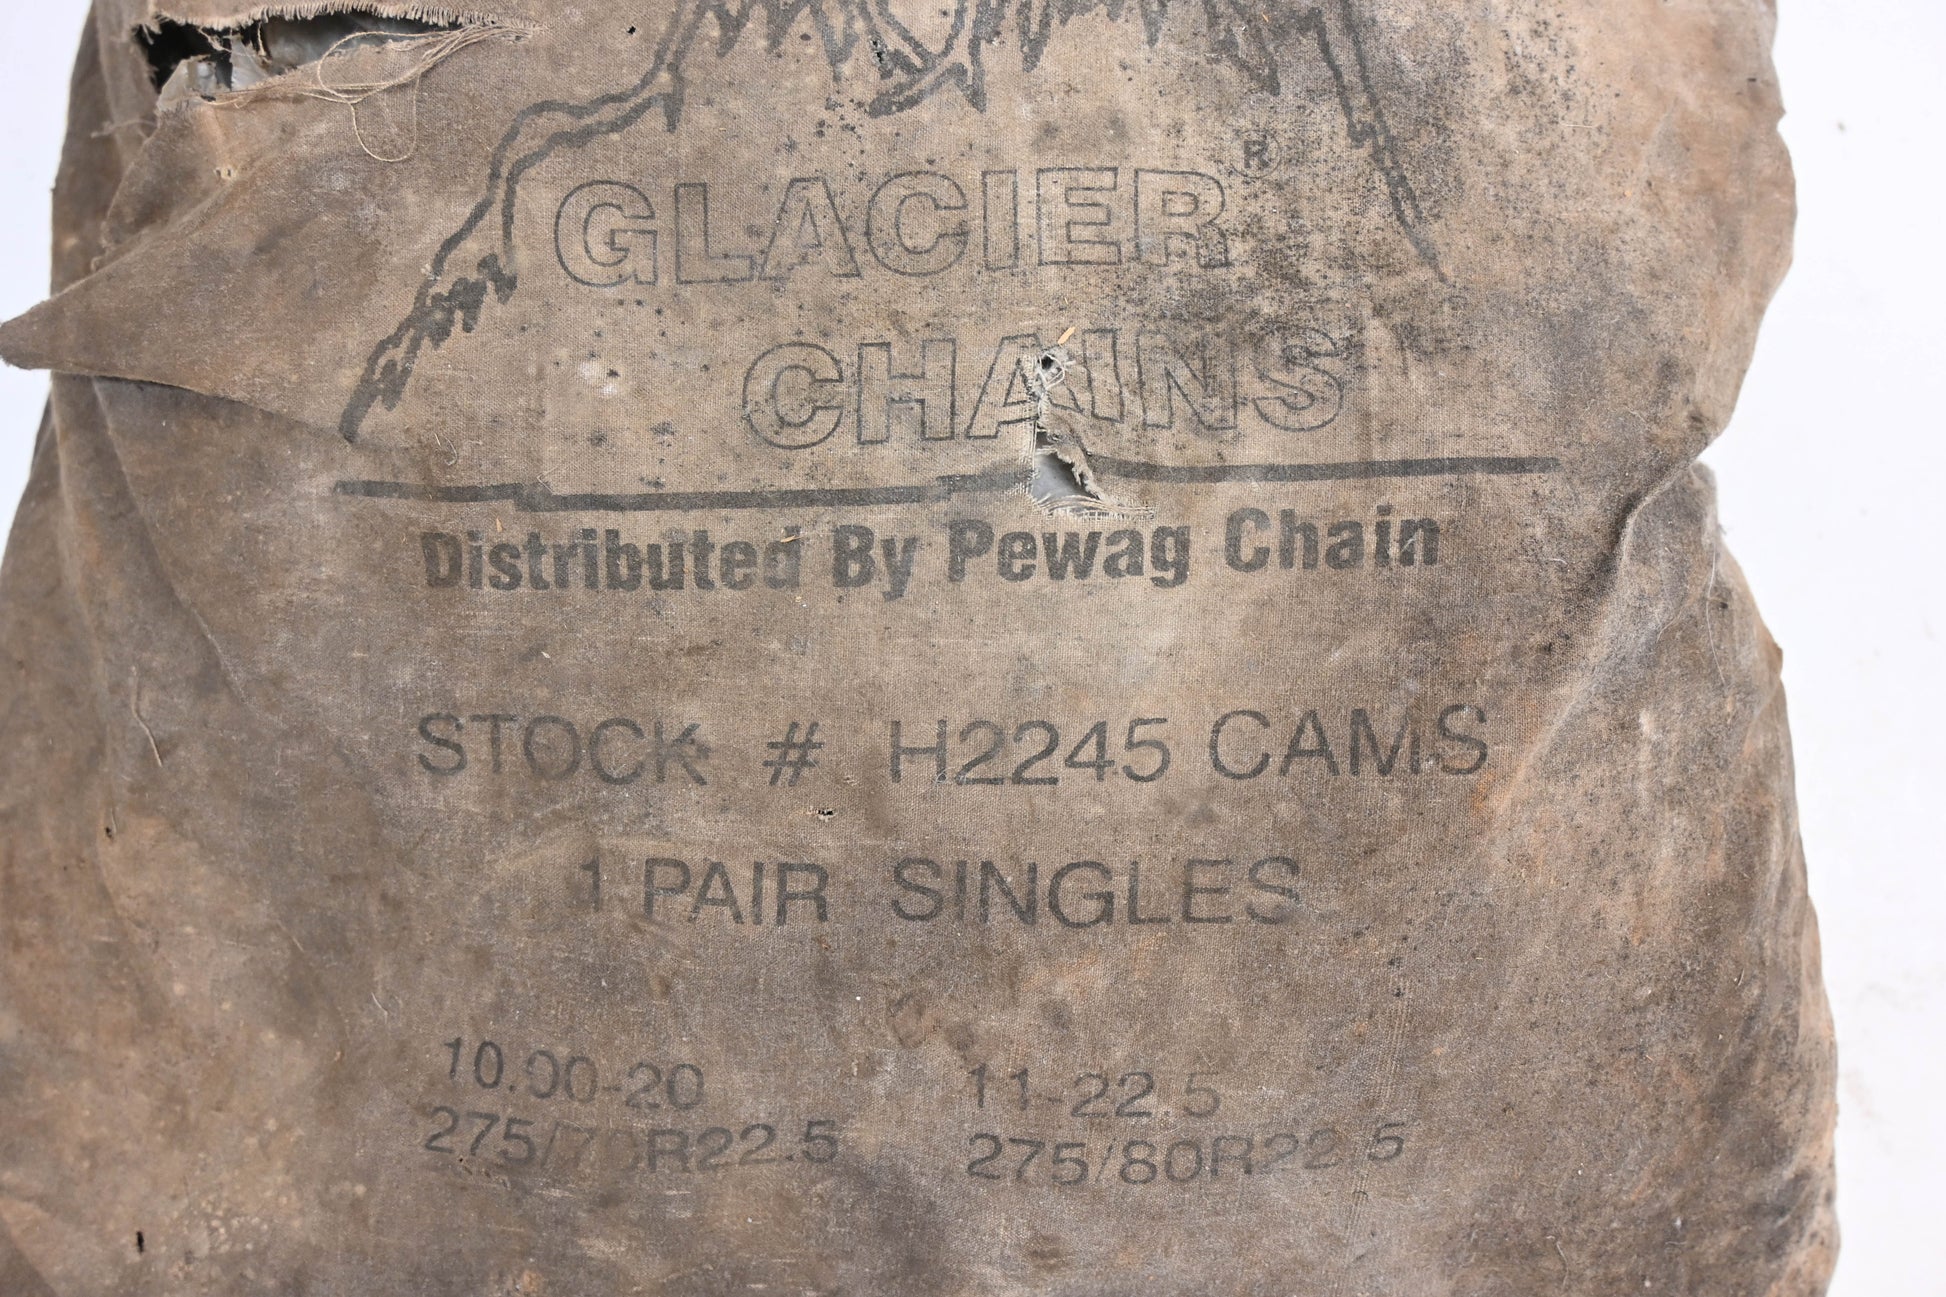 GLACIER®
CHAINS
Distributed By Pewag Chain
STOCK # H2245 CAMS
1 PAIR SINGLES
10.00-20 11-22.5
275/80R22.5